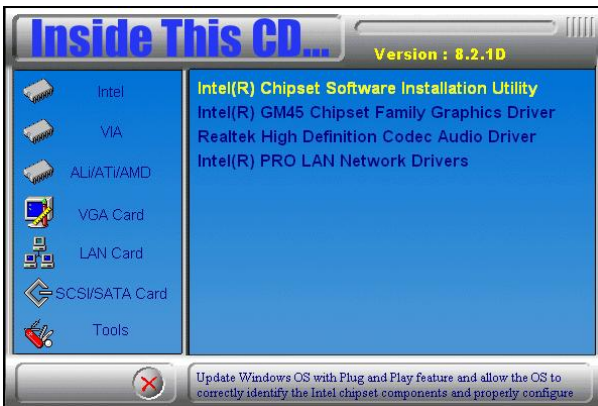 Inside This CD...
Version : 8.2.1D
Intel
VIA
ALi/ATi/AMD
VGA Card
LAN Card
SCSI/SATA Card
Tools
Intel(R) Chipset Software Installation Utility
Intel(R) GM45 Chipset Family Graphics Driver
Realtek High Definition Codec Audio Driver
Intel(R) PRO LAN Network Drivers
Update Windows OS with Plug and Play feature and allow the OS to
correctly identify the Intel chipset components and properly configure